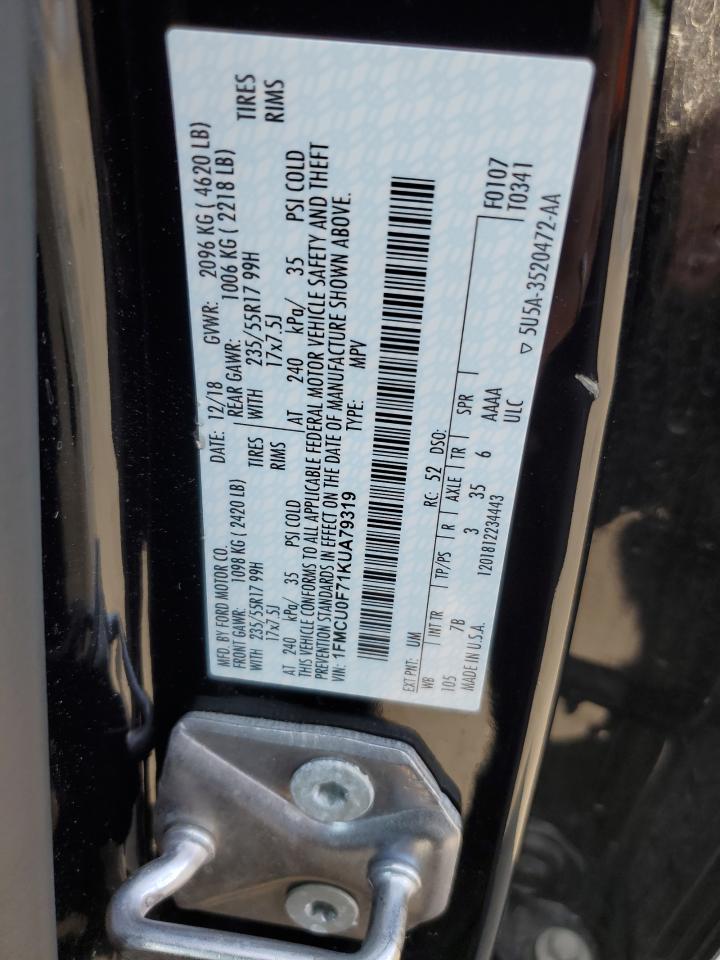 MFD. BY FORD MOTOR CO. DATE: 12/18 GVWR: 2096 KG ( 4620 LB)
FRONT GAWR: 1098 KG ( 2420 LB) REAR GAWR: 1006 KG ( 2218 LB)
WITH 235/55R17 99H TIRES WITH 235/55R17 99H TIRES
17x7.5J RIMS 17x7.5J RIMS
AT 240 kPa/ 35 PSI COLD AT 240 kPa/ 35 PSI COLD
THIS VEHICLE CONFORMS TO ALL APPLICABLE FEDERAL MOTOR VEHICLE SAFETY AND THEFT
PREVENTION STANDARDS IN EFFECT ON THE DATE OF MANUFACTURE SHOWN ABOVE.
VIN: 1FMCU0F71KUA79319 TYPE: MPV
EXT PNT: UM RC: 52 DSO:
WB INT TR TP/PS R AXLE TR SPR F0107
105 7B 3 35 6 AAAA T0341
MADE IN U.S.A. 1201812234443 ULC
▽ 5U5A-3520472-AA